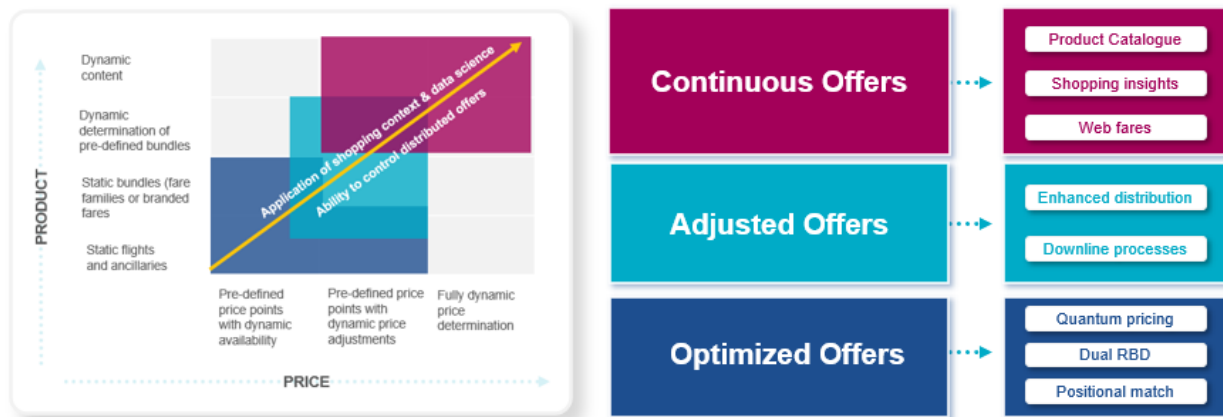 Dynamic
content
Dynamic
determination of
pre-defined bundles
Static bundles (fare
families or branded
fares
Static flights
and ancillaries
PRODUCT
Application of shopping context & data science
Ability to control distributed offers
Pre-defined
price points
with dynamic
availability
Pre-defined price
points with
dynamic price
adjustments
Fully dynamic
price
determination
PRICE
Continuous Offers
Product Catalogue
Shopping insights
Web fares
Adjusted Offers
Enhanced distribution
Downline processes
Optimized Offers
Quantum pricing
Dual RBD
Positional match